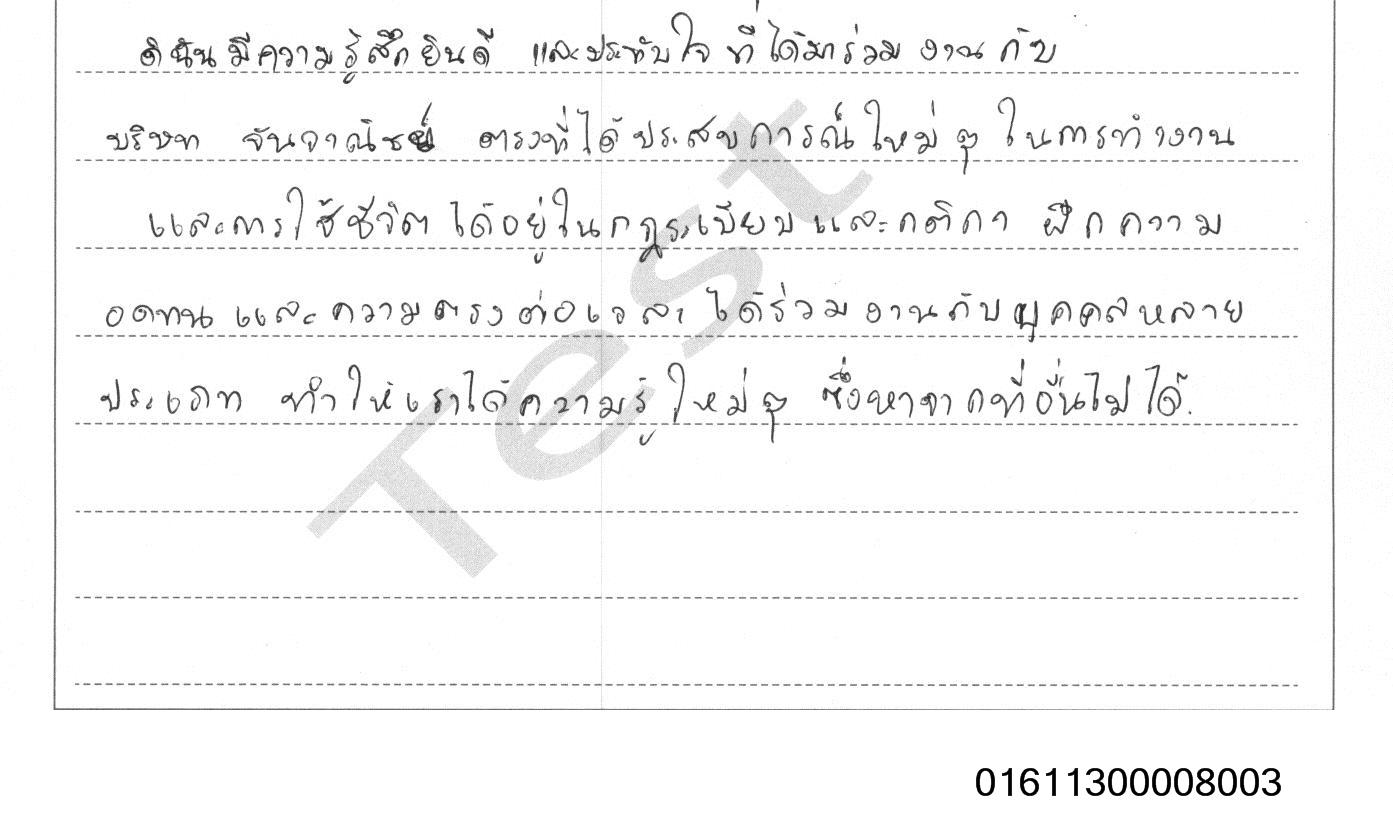 ดิฉันมีความรู้สึกยินดี และประทับใจ ที่ได้มาร่วม งาน กับ
บริษัท จันวาณิชย์ ตรงที่ได้ประสบการณ์ใหม่ ๆ ในการทำงาน
และการใช้ชีวิต ได้อยู่ในกฎระเบียบและกติกา ฝึกความ
อดทน และความตรงต่อเวลา ได้ร่วมงานกับบุคคลหลาย
ประเภท ทำให้เราได้ความรู้ใหม่ ๆ ซึ่งหาจากที่อื่นไม่ได้.
Test
01611300008003